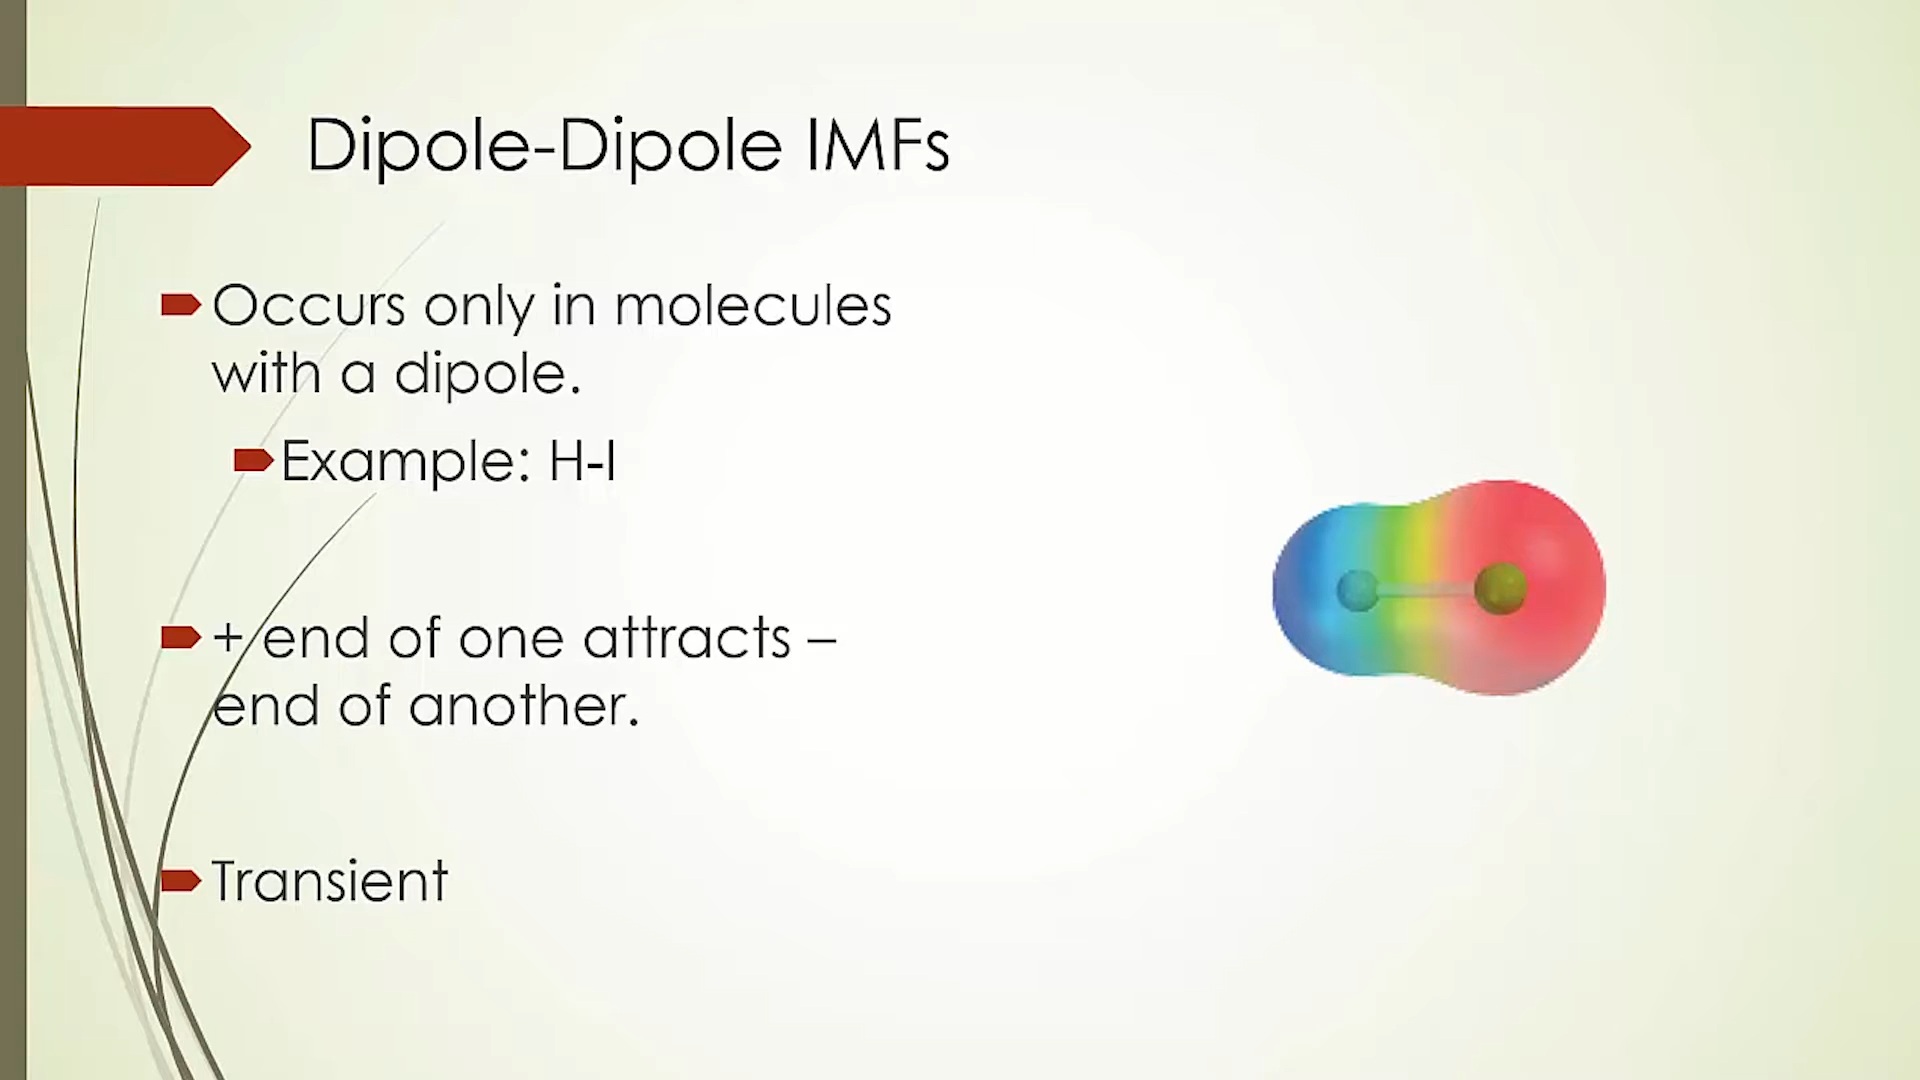 Dipole-Dipole IMFs
Occurs only in molecules
with a dipole.
Example: H-I
+ end of one attracts –
end of another.
Transient